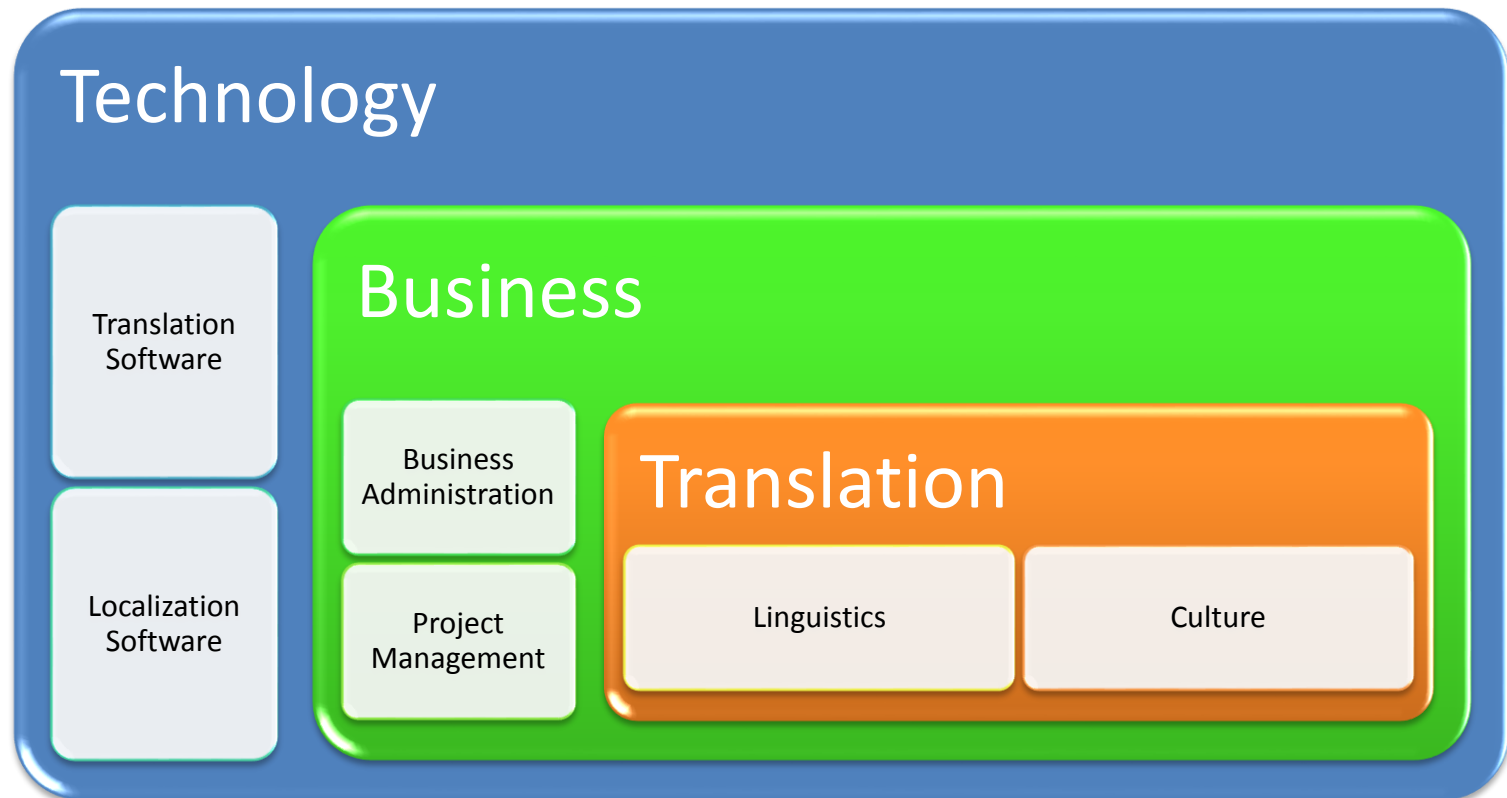 Technology
Translation
Software
Localization
Software
Business
Business
Administration
Project
Management
Translation
Linguistics
Culture